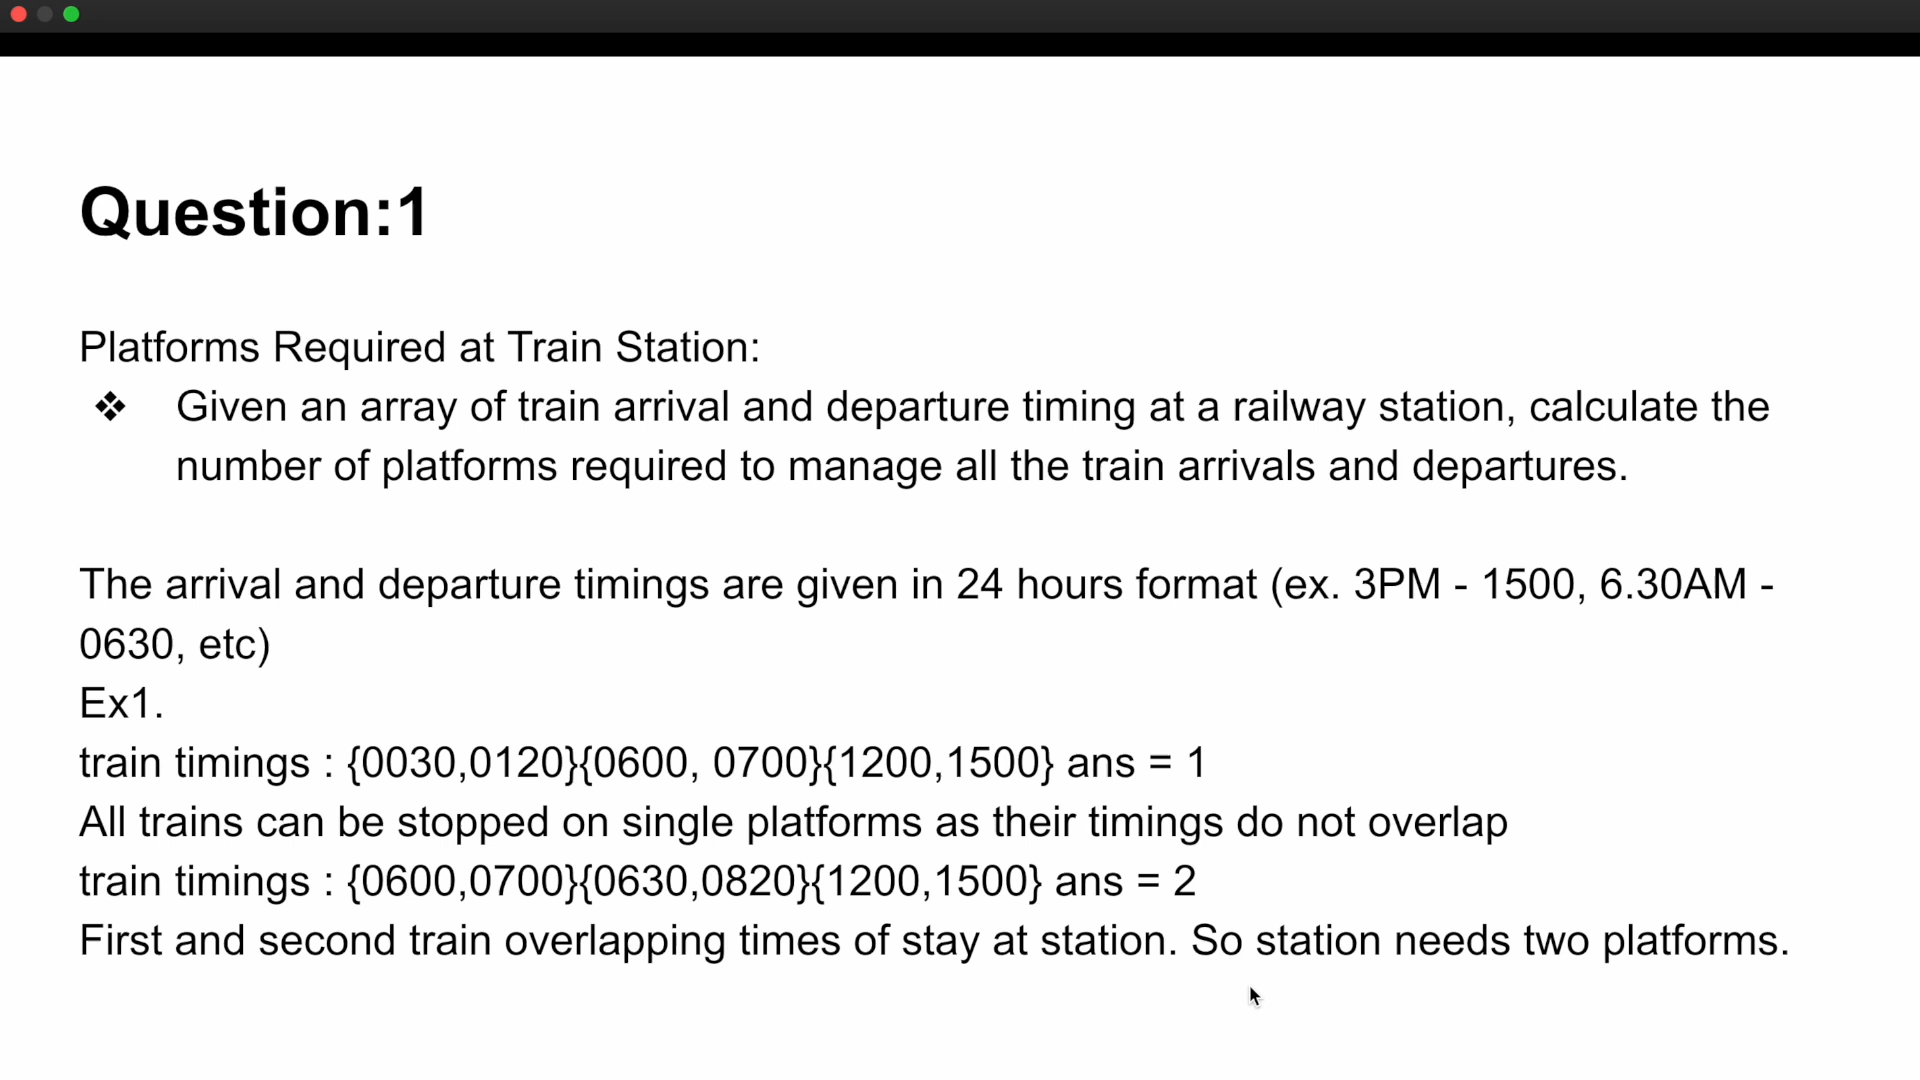 Question:1
Platforms Required at Train Station:
❖ Given an array of train arrival and departure timing at a railway station, calculate the
number of platforms required to manage all the train arrivals and departures.
The arrival and departure timings are given in 24 hours format (ex. 3PM - 1500, 6.30AM -
0630, etc)
Ex1.
train timings : {0030,0120}{0600, 0700}{1200,1500} ans = 1
All trains can be stopped on single platforms as their timings do not overlap
train timings : {0600,0700}{0630,0820}{1200,1500} ans = 2
First and second train overlapping times of stay at station. So station needs two platforms.